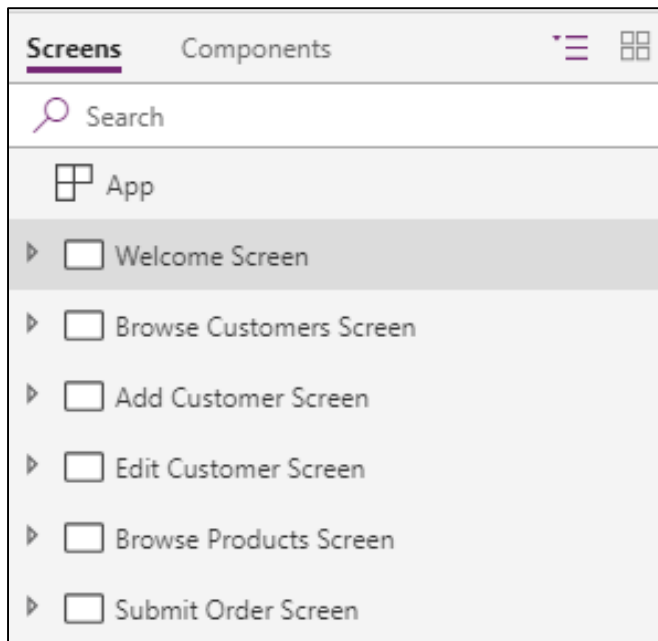 Screens Components
Search
App
Welcome Screen
Browse Customers Screen
Add Customer Screen
Edit Customer Screen
Browse Products Screen
Submit Order Screen